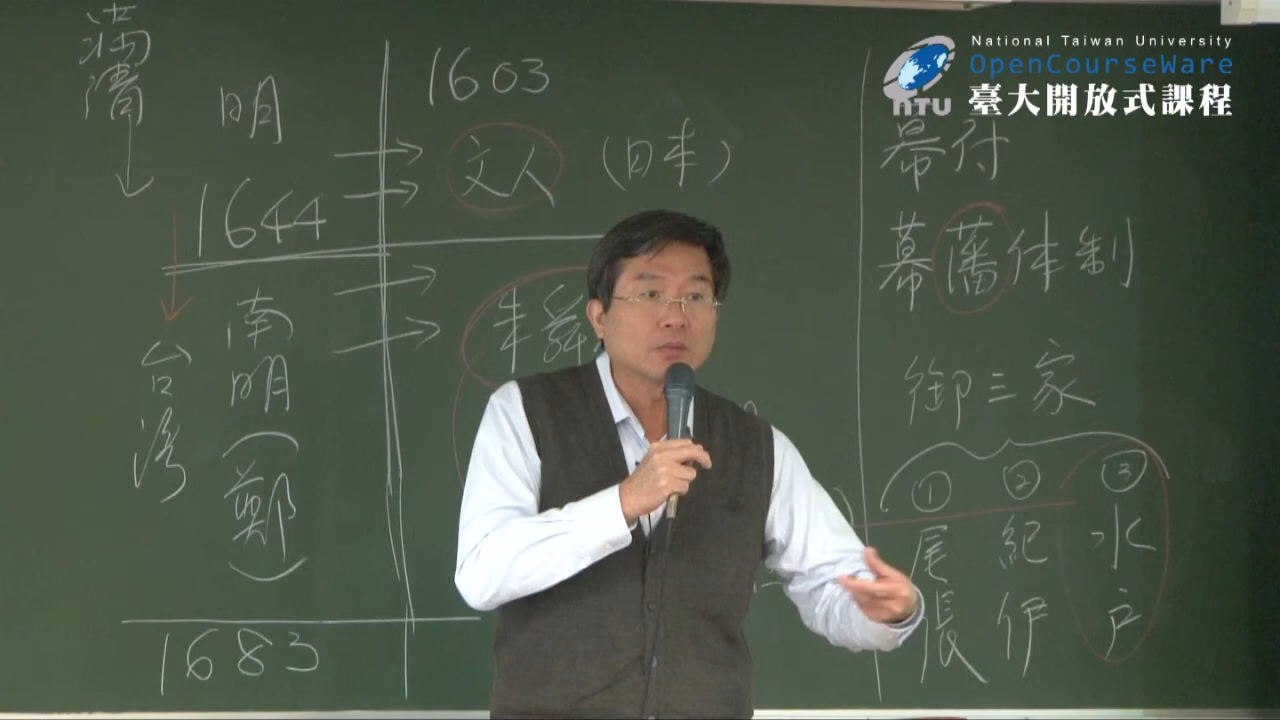 National Taiwan University
OpenCourseWare
NTU 臺大開放式課程
滿清
明
1644
台湾
南明(鄭)
1683
1603
文人(日本)
朱舜
幕府
幕藩体制
御三家
① ② ③
尾張
紀伊
水戸